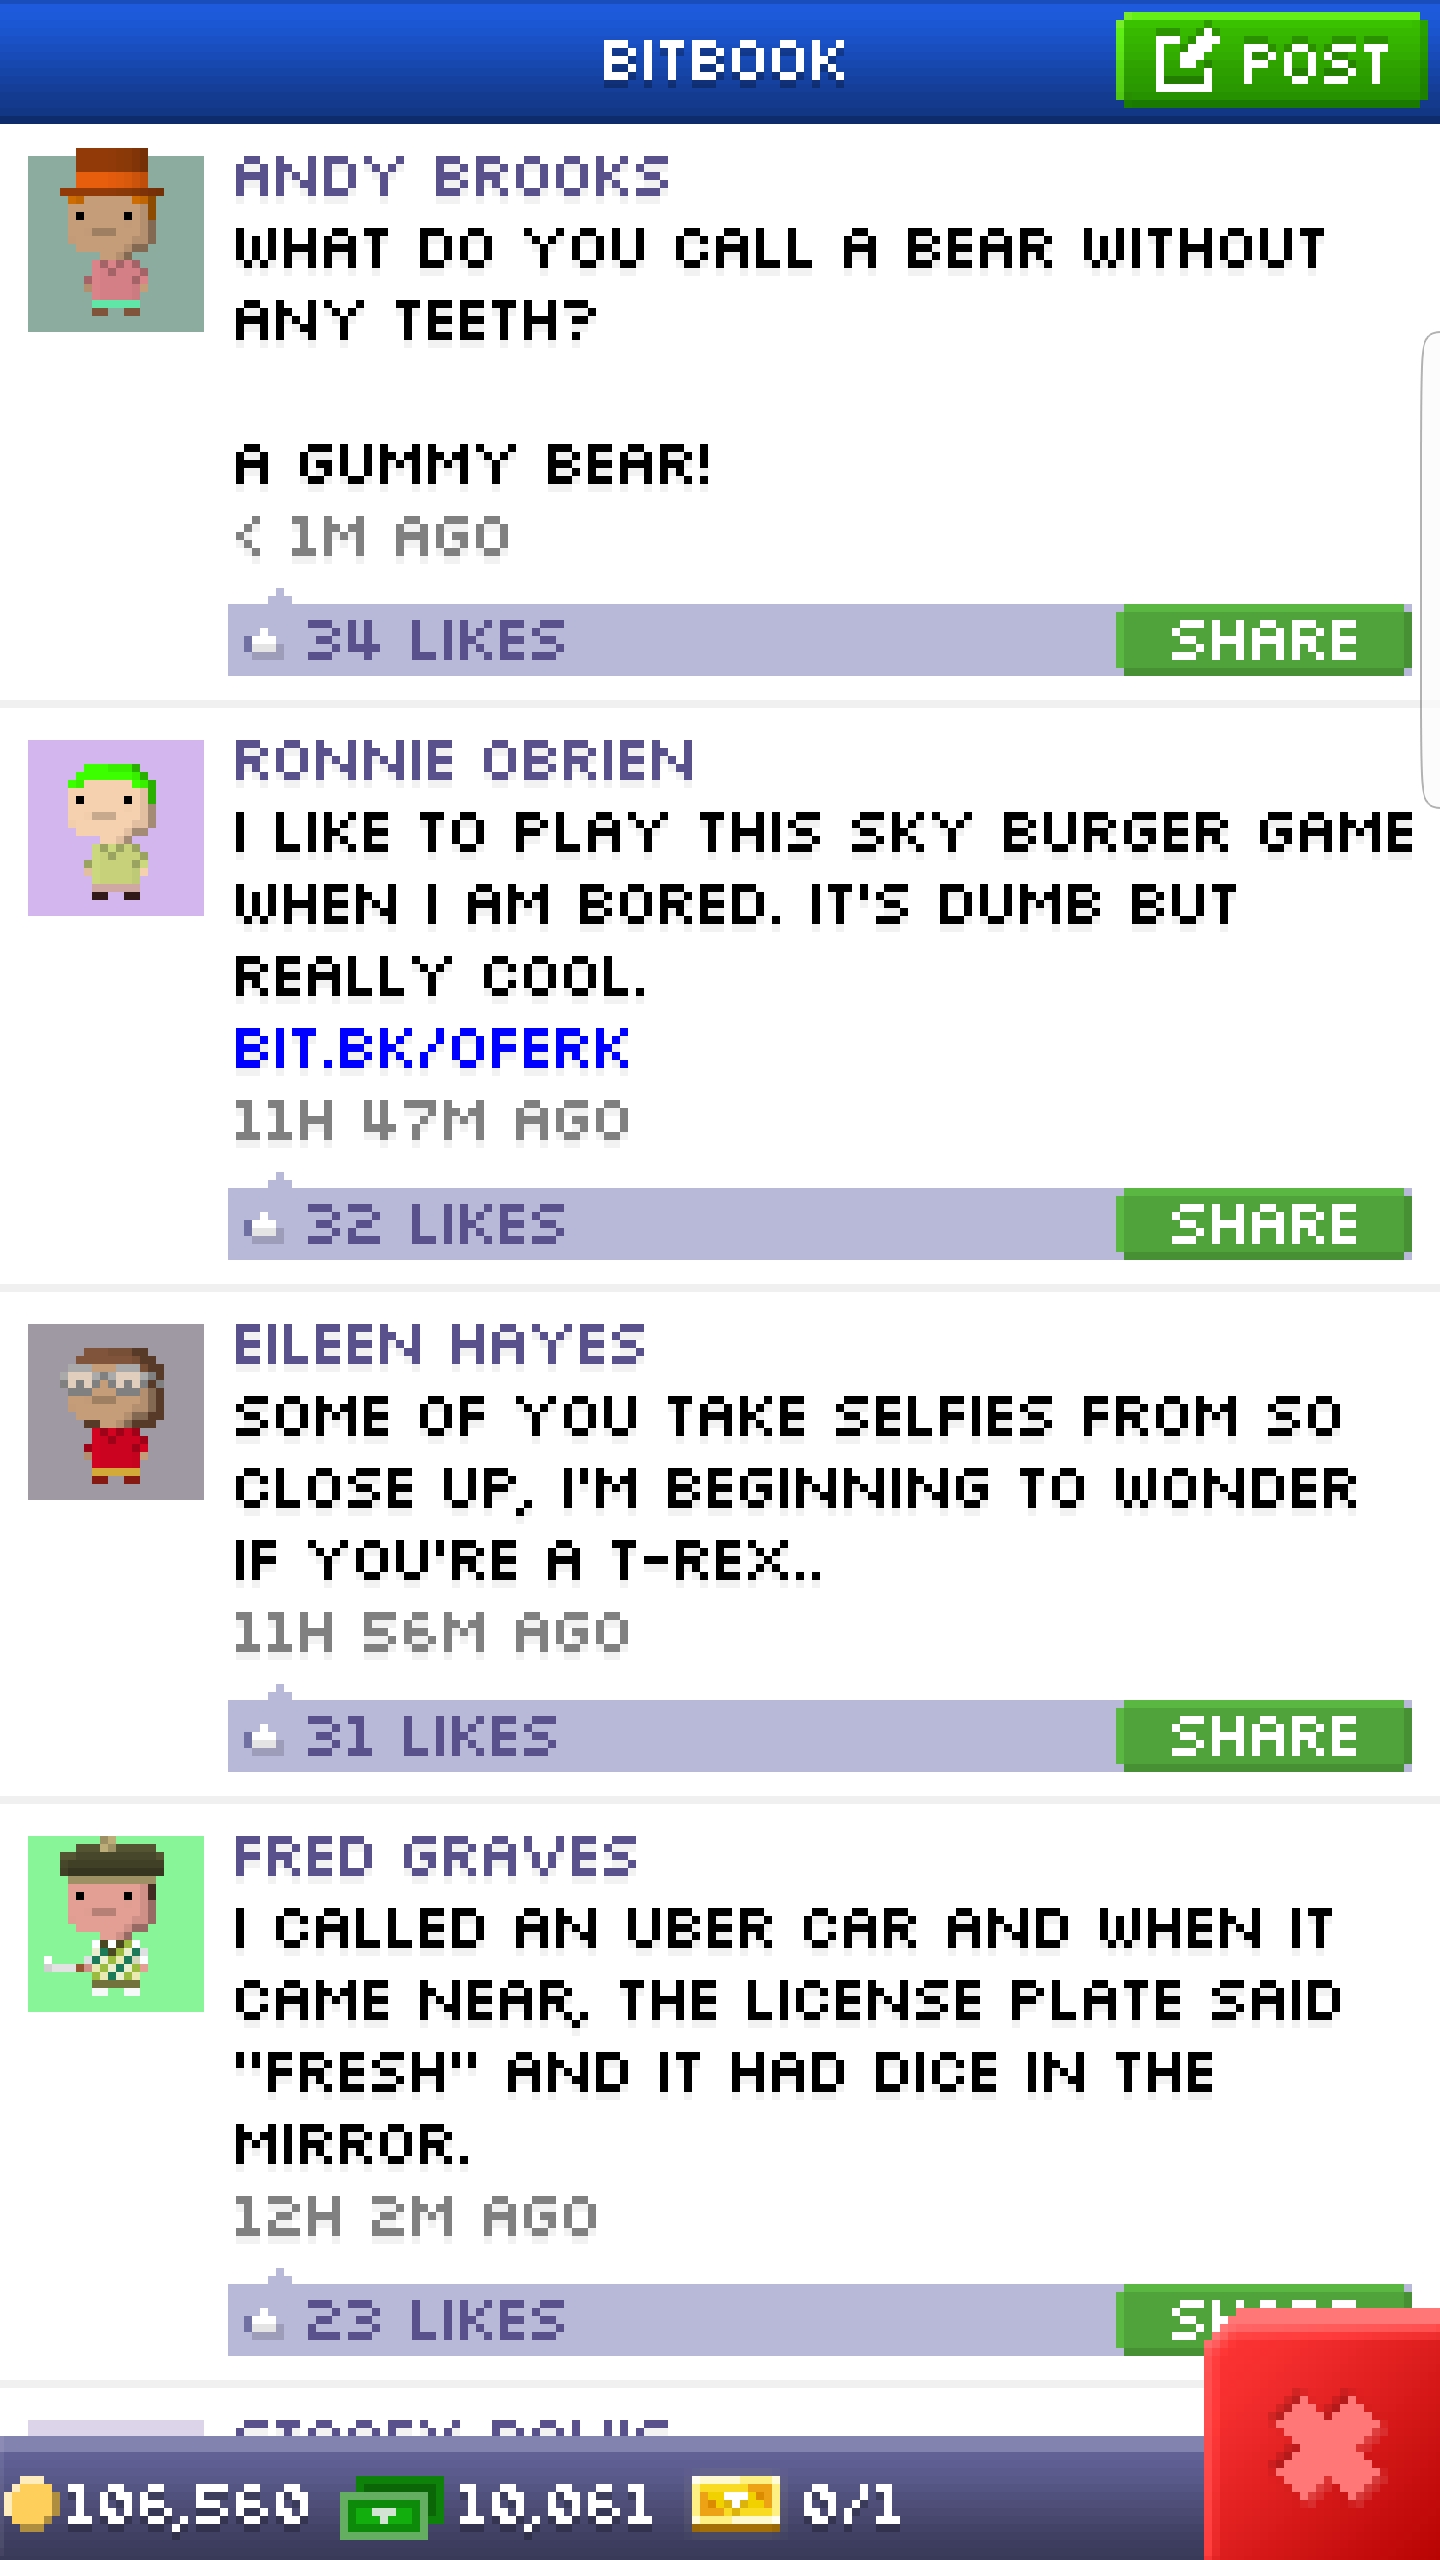 BITBOOK
POST
ANDY BROOKS
WHAT DO YOU CALL A BEAR WITHOUT
ANY TEETH?
A GUMMY BEAR!
< 1M AGO
34 LIKES
SHARE
RONNIE OBRIEN
I LIKE TO PLAY THIS SKY BURGER GAME
WHEN I AM BORED. IT'S DUMB BUT
REALLY COOL.
BIT.BK/OFERK
11H 47M AGO
32 LIKES
SHARE
EILEEN HAYES
SOME OF YOU TAKE SELFIES FROM SO
CLOSE UP, I'M BEGINNING TO WONDER
IF YOU'RE A T-REX..
11H 56M AGO
31 LIKES
SHARE
FRED GRAVES
I CALLED AN UBER CAR AND WHEN IT
CAME NEAR, THE LICENSE PLATE SAID
"FRESH" AND IT HAD DICE IN THE
MIRROR.
12H 2M AGO
23 LIKES
SHARE
106,560
10,061
0/1